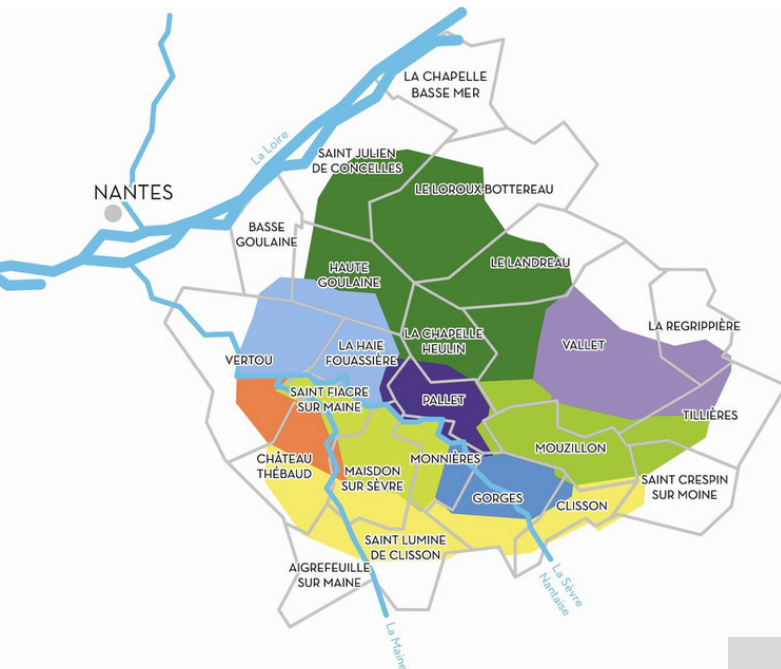 LA CHAPELLE
BASSE MER
La Loire
SAINT JULIEN
DE CONCELLES
NANTES
LE LOROUX-BOTTEREAU
BASSE
GOULAINE
LE LANDREAU
HAUTE
GOULAINE
LA REGRIPPIÈRE
LA CHAPELLE
HEULIN
VALLET
LA HAIE
FOUASSIÈRE
VERTOU
SAINT FIACRE
SUR MAINE
PALLET
TILLIÈRES
MOUZILLON
CHÂTEAU
THÉBAUD
MONNIÈRES
MAISDON
SUR SÈVRE
SAINT CRESPIN
SUR MOINE
GORGES
CLISSON
SAINT LUMINE
DE CLISSON
AIGREFEUILLE
SUR MAINE
La Sèvre
Nantaise
La Maine